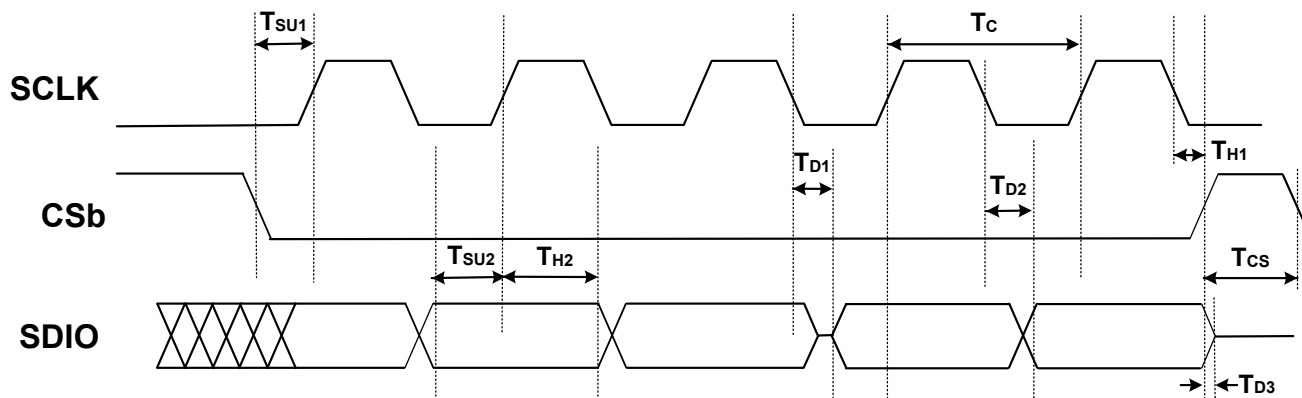 TSU1
TC
SCLK
TD1
TH1
TD2
CSb
TSU2
TH2
TCS
SDIO
TD3